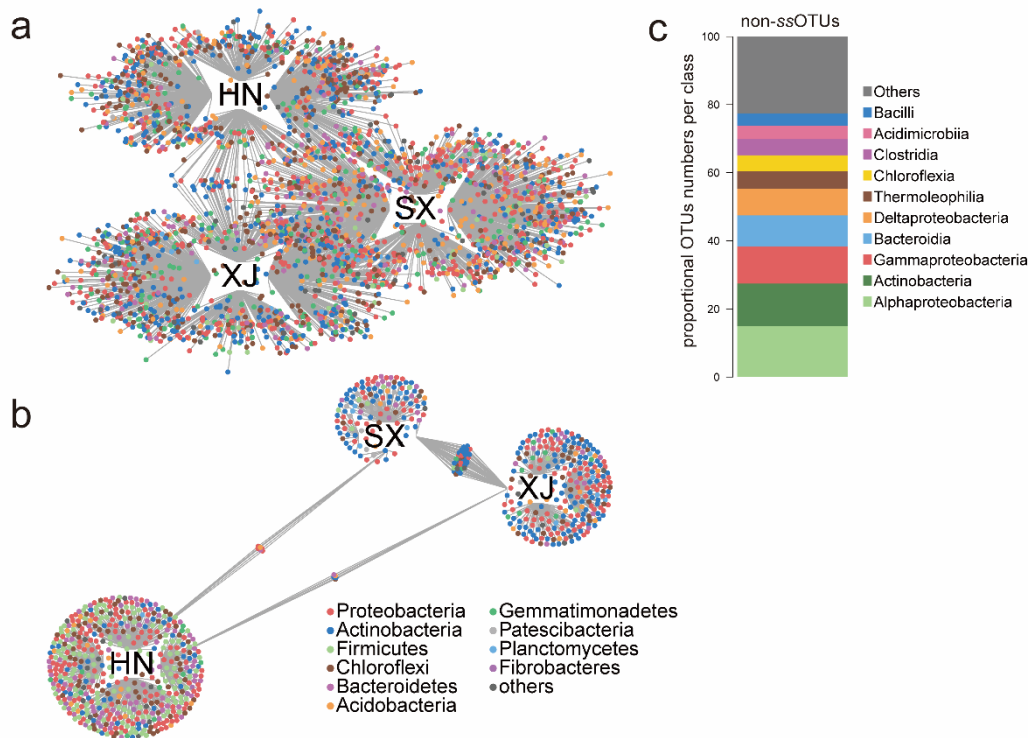 a
HN
SX
XJ
c
non-ssOTUs
proportional OTUs numbers per class
100
80
60
40
20
0
Others
Bacilli
Acidimicrobiia
Clostridia
Chloroflexia
Thermoleophilia
Deltaproteobacteria
Bacteroidia
Gammaproteobacteria
Actinobacteria
Alphaproteobacteria
b
SX
XJ
HN
Proteobacteria
Actinobacteria
Firmicutes
Chloroflexi
Bacteroidetes
Acidobacteria
Gemmatimonadetes
Patescibacteria
Planctomycetes
Fibrobacteres
others